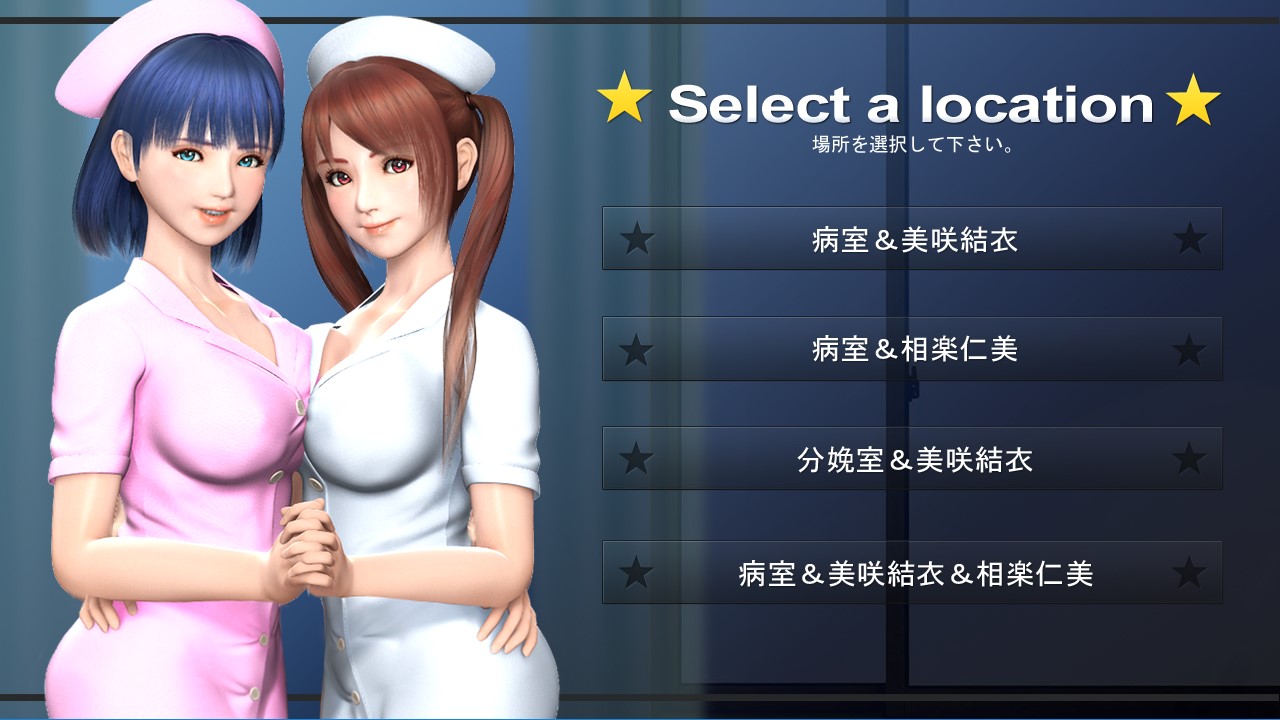 Select a location
場所を選択して下さい。
病室＆美咲結衣
病室＆相楽仁美
分娩室＆美咲結衣
病室＆美咲結衣＆相楽仁美